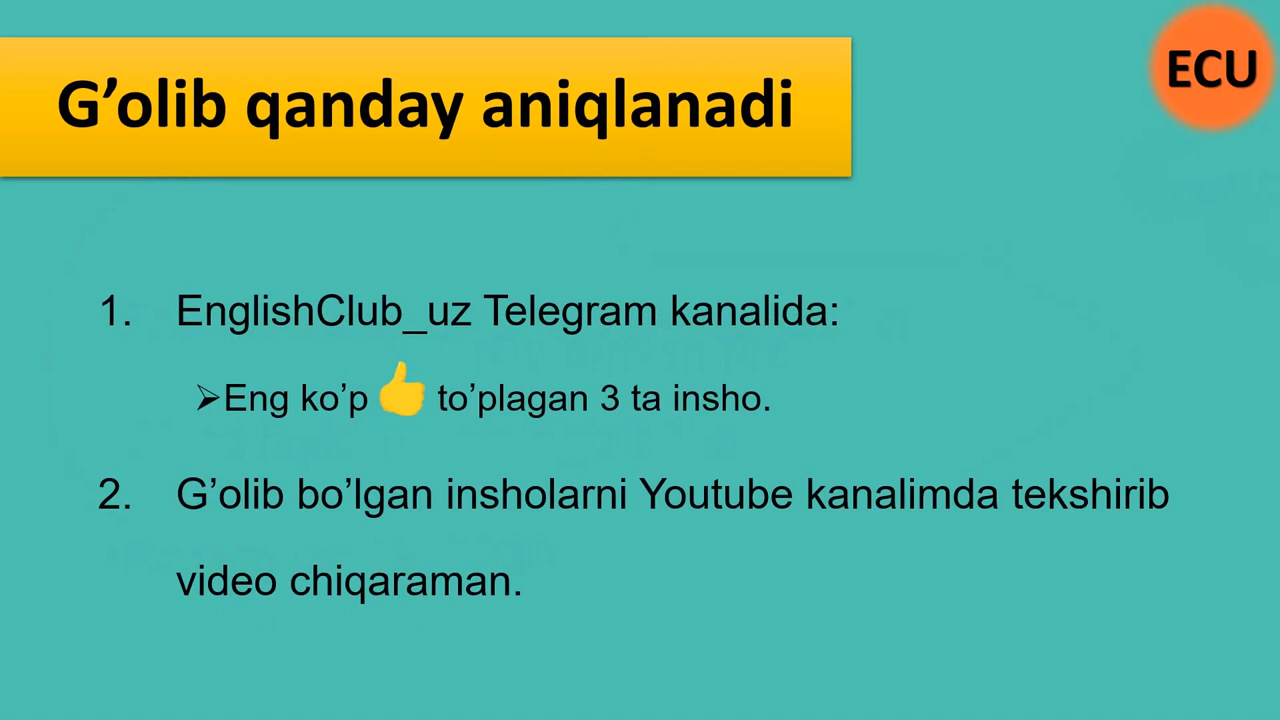 G’olib qanday aniqlanadi
ECU
1. EnglishClub_uz Telegram kanalida:
➢Eng ko’p 👍 to’plagan 3 ta insho.
2. G’olib bo’lgan insholarni Youtube kanalimda tekshirib
video chiqaraman.